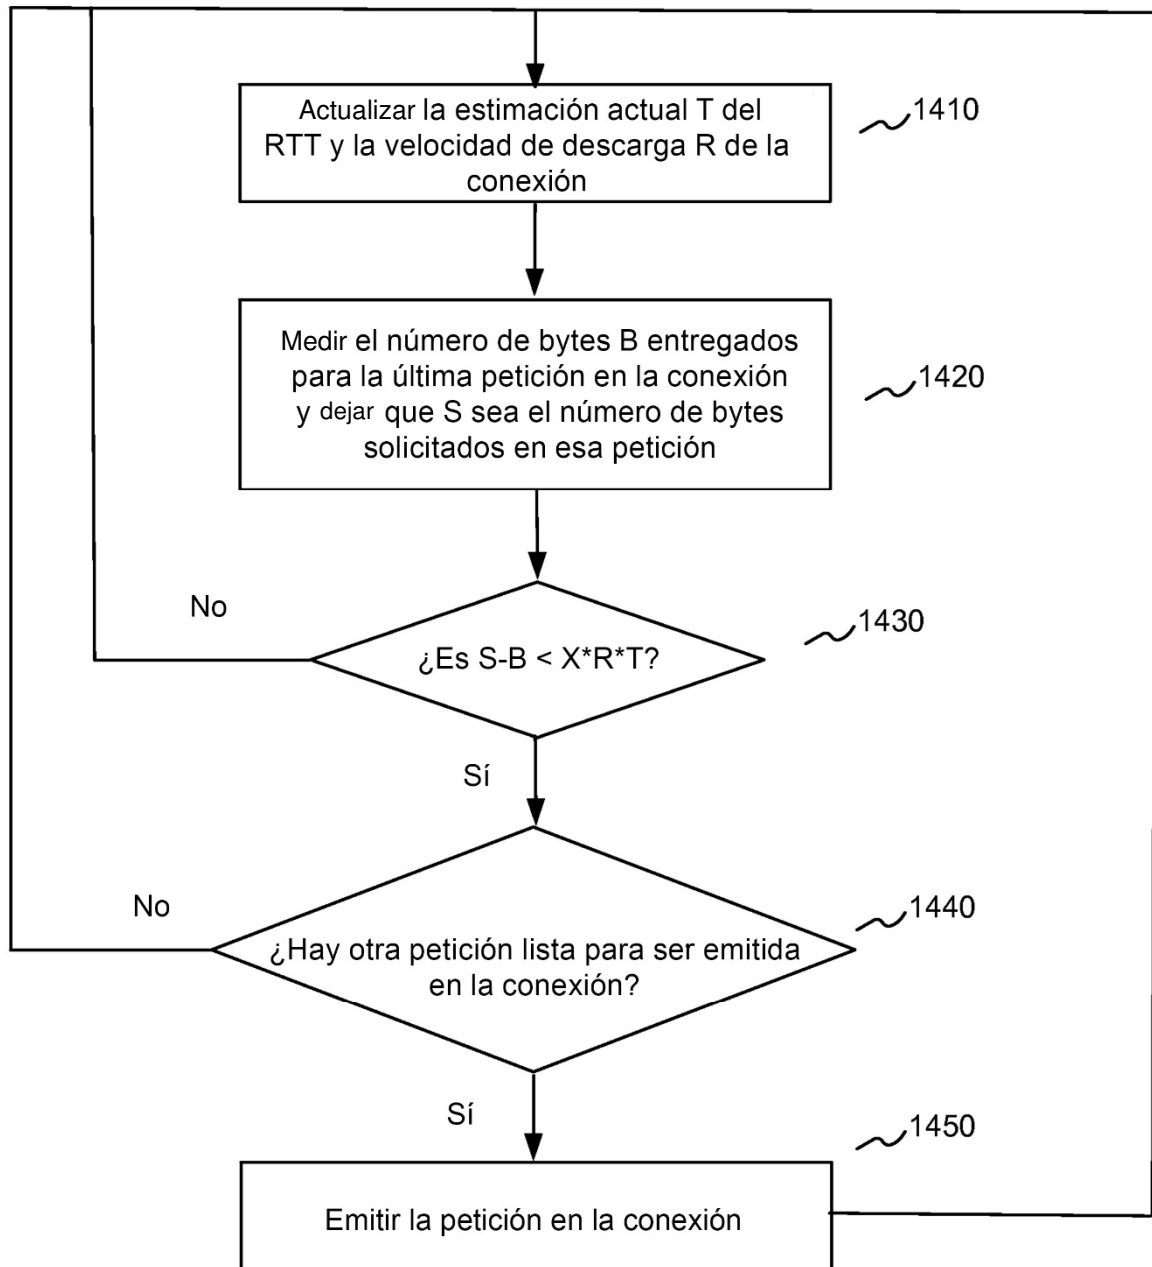 Actualizar la estimación actual T del
RTT y la velocidad de descarga R de la
conexión
1410
Medir el número de bytes B entregados
para la última petición en la conexión
y dejar que S sea el número de bytes
solicitados en esa petición
1420
No
¿Es S-B < X*R*T?
1430
Sí
No
¿Hay otra petición lista para ser emitida
en la conexión?
1440
Sí
Emitir la petición en la conexión
1450